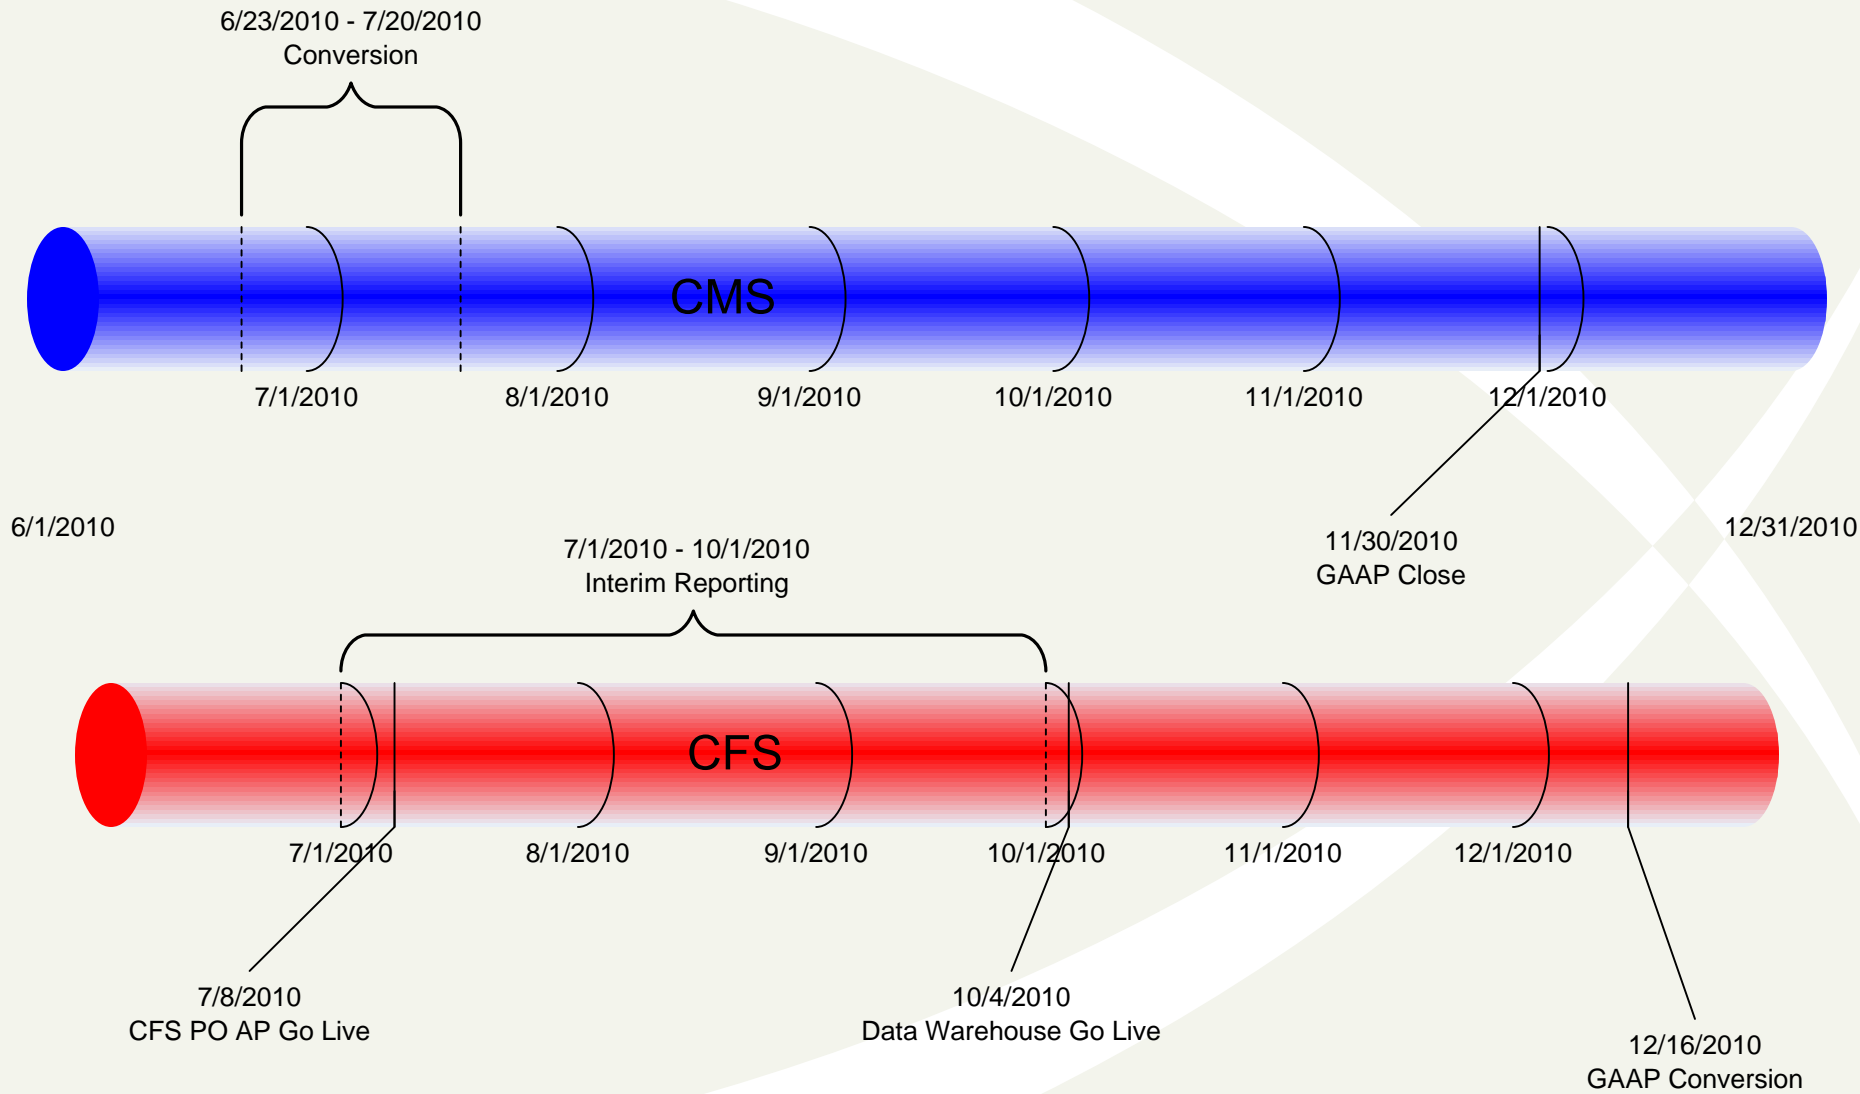 6/23/2010 - 7/20/2010
Conversion
CMS
7/1/2010
8/1/2010
9/1/2010
10/1/2010
11/1/2010
12/1/2010
6/1/2010
12/31/2010
11/30/2010
GAAP Close
7/1/2010 - 10/1/2010
Interim Reporting
CFS
7/1/2010
8/1/2010
9/1/2010
10/1/2010
11/1/2010
12/1/2010
7/8/2010
CFS PO AP Go Live
10/4/2010
Data Warehouse Go Live
12/16/2010
GAAP Conversion